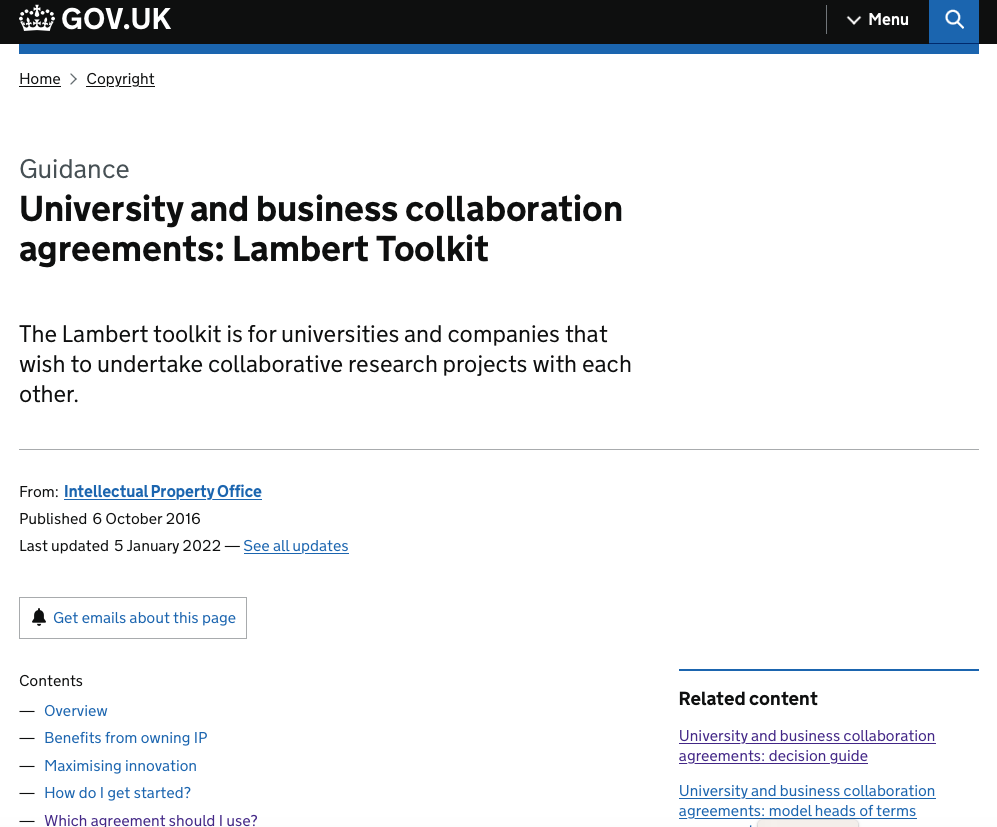 GOV.UK
Menu
Home
Copyright
Guidance
University and business collaboration
agreements: Lambert Toolkit
The Lambert toolkit is for universities and companies that
wish to undertake collaborative research projects with each
other.
From: Intellectual Property Office
Published 6 October 2016
Last updated 5 January 2022 — See all updates
Get emails about this page
Contents
— Overview
— Benefits from owning IP
— Maximising innovation
— How do I get started?
— Which agreement should I use?
Related content
University and business collaboration
agreements: decision guide
University and business collaboration
agreements: model heads of terms